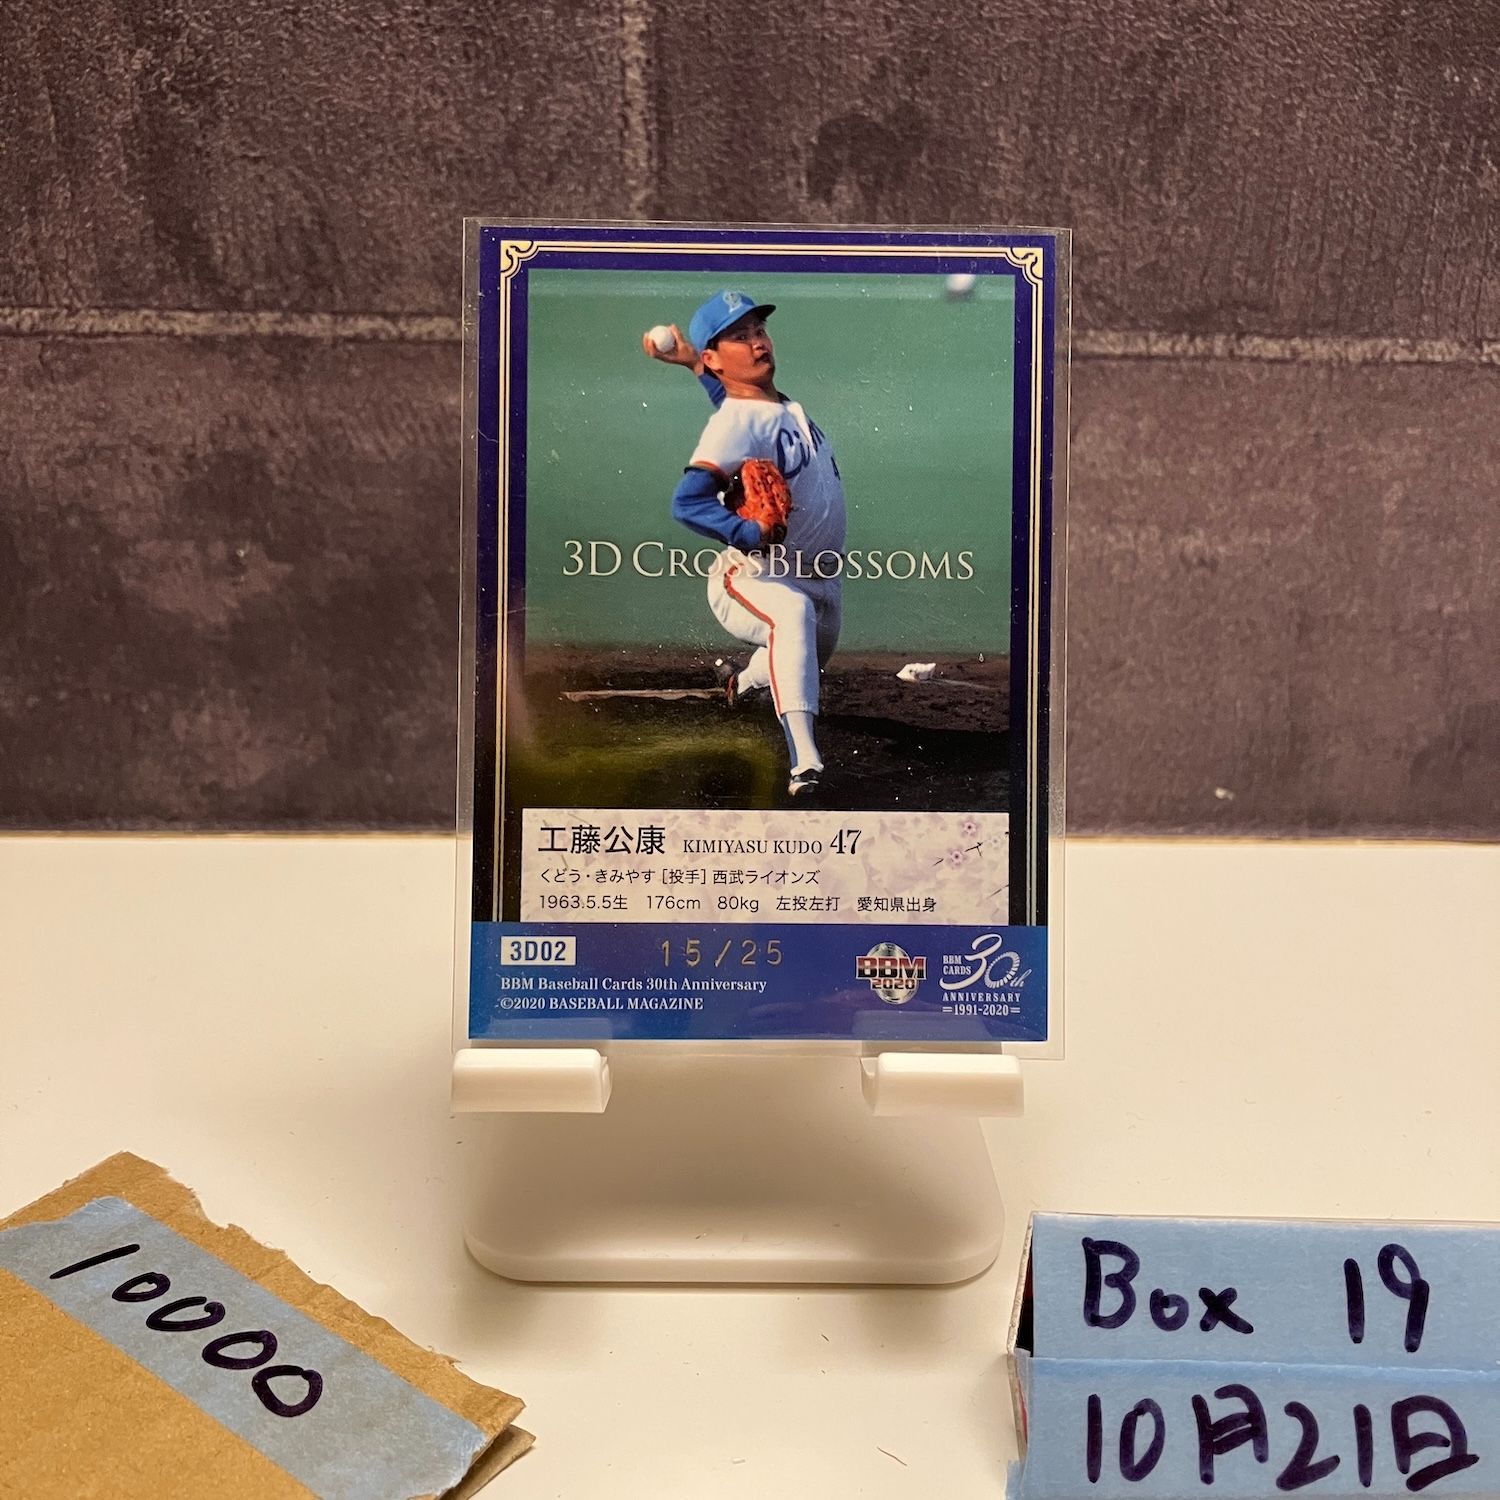 3D CROSSBLOSSOMS
工藤公康 KIMIYASU KUDO 47
くどう・きみやす [投手] 西武ライオンズ
1963.5.5生 176cm 80kg 左投左打 愛知県出身
3D02 15/25
BBM Baseball Cards 30th Anniversary
©2020 BASEBALL MAGAZINE
BBM
2020
BBM
CARDS
30th
ANNIVERSARY
=1991-2020=
10000
Box 19
10月21日